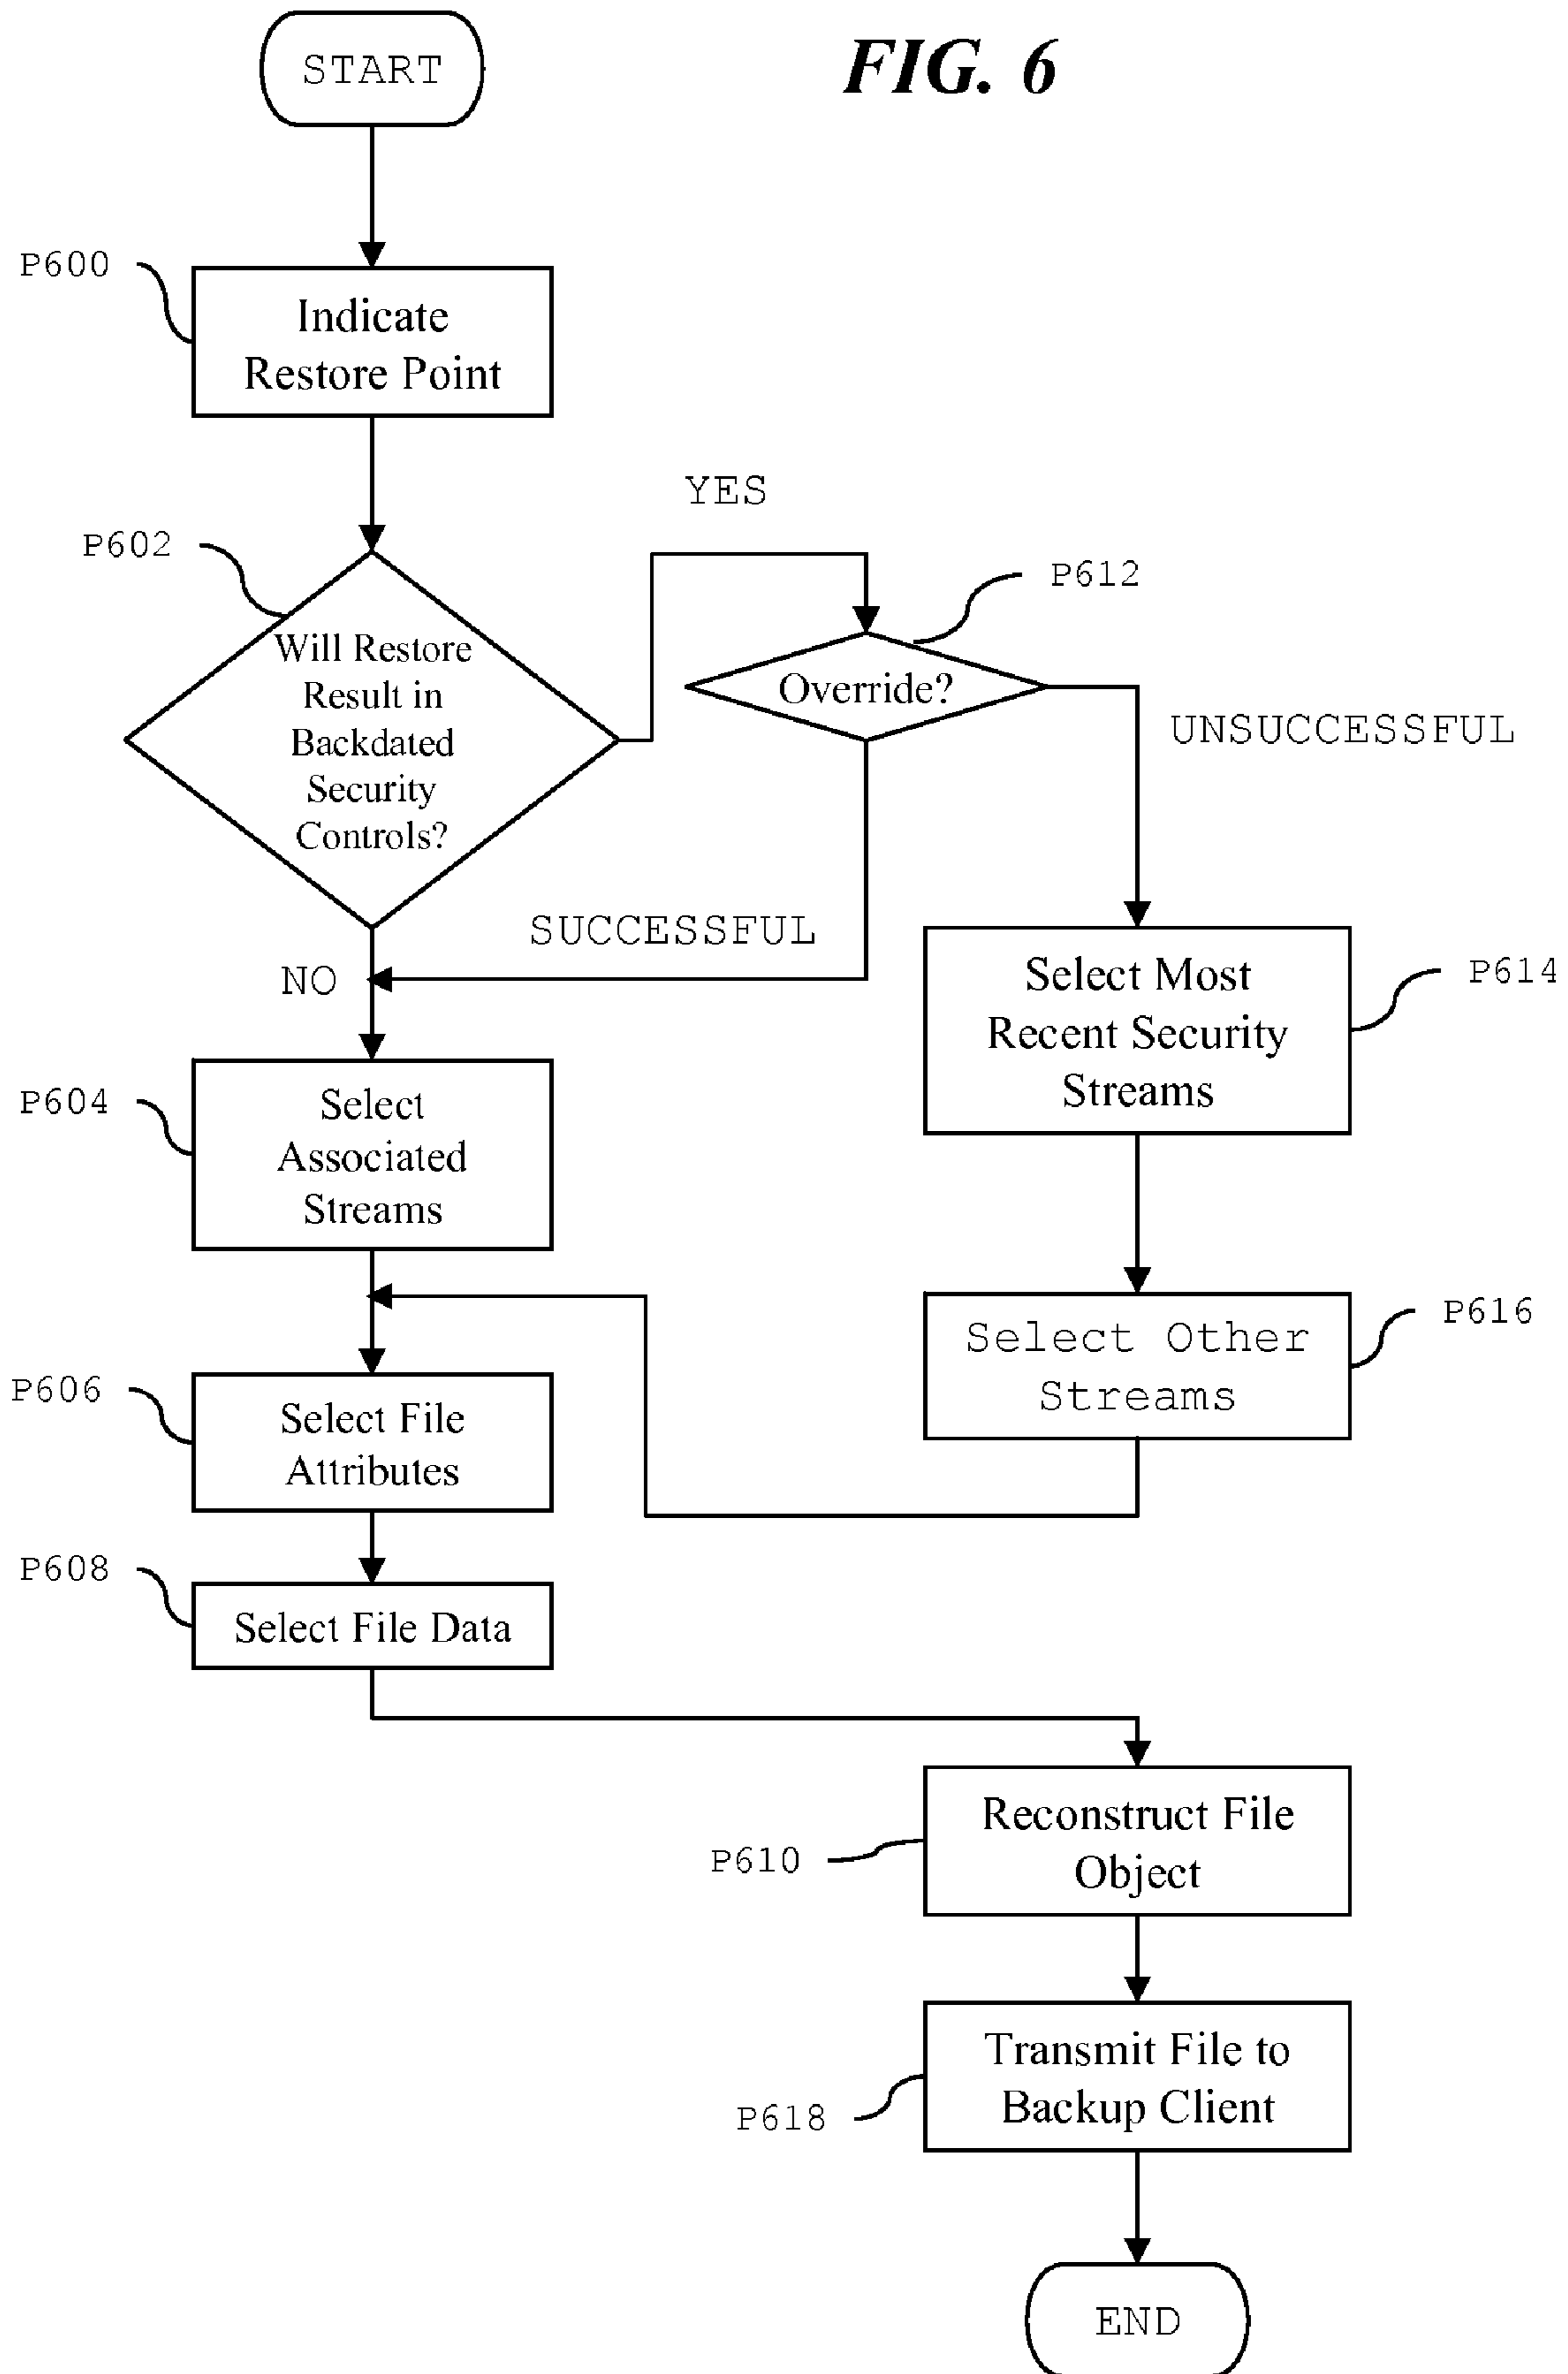 START
FIG. 6
P600
Indicate
Restore Point
YES
P602
P612
Will Restore
Result in
Backdated
Security
Controls?
Override?
UNSUCCESSFUL
SUCCESSFUL
NO
Select Most
Recent Security
Streams
P614
P604
Select
Associated
Streams
Select Other
Streams
P616
P606
Select File
Attributes
P608
Select File Data
Reconstruct File
Object
P610
Transmit File to
Backup Client
P618
END